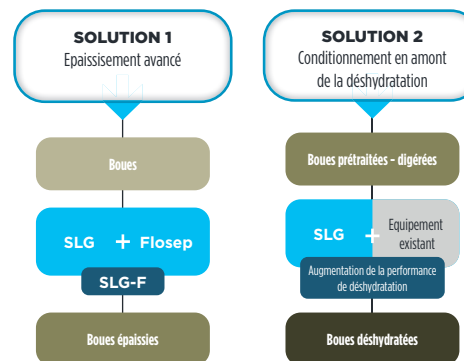 SOLUTION 1
Epaissement avancé
Boues
SLG + Flosep
SLG-F
Boues épaissies
SOLUTION 2
Conditionnement en amont
de la déshydratation
Boues prétraitées - digérées
SLG + Equipement
existant
Augmentation de la performance
de déshydratation
Boues déshydratées